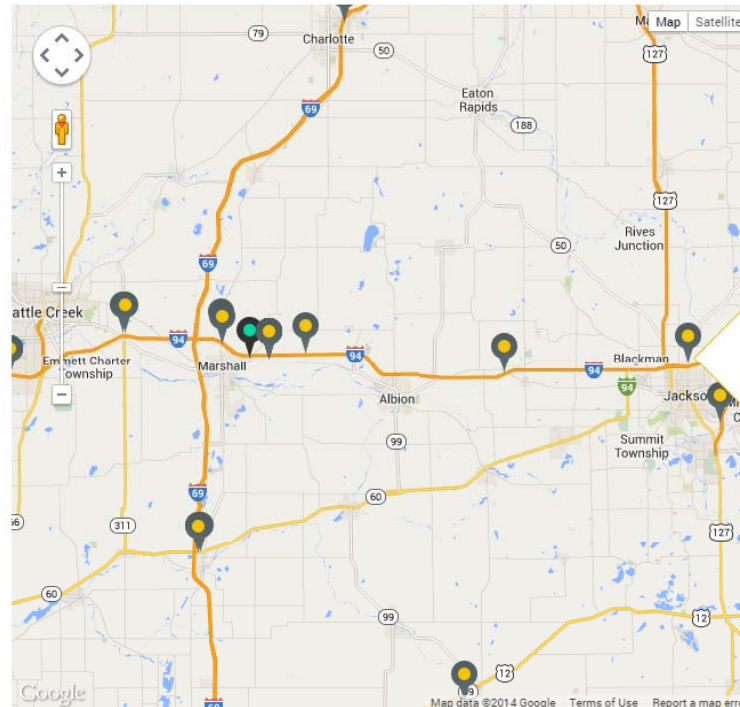 Charlotte
79
50
Map
Satellite
127
Eaton
Rapids
69
188
127
Rives
Junction
50
69
attle Creek
94
Emmett Charter
Township
Marshall
94
94
Blackman
94
Albion
Jackson
Summit
Township
99
60
69
311
127
60
99
12
12
Google
Map data ©2014 Google
Terms of Use
Report a map erro